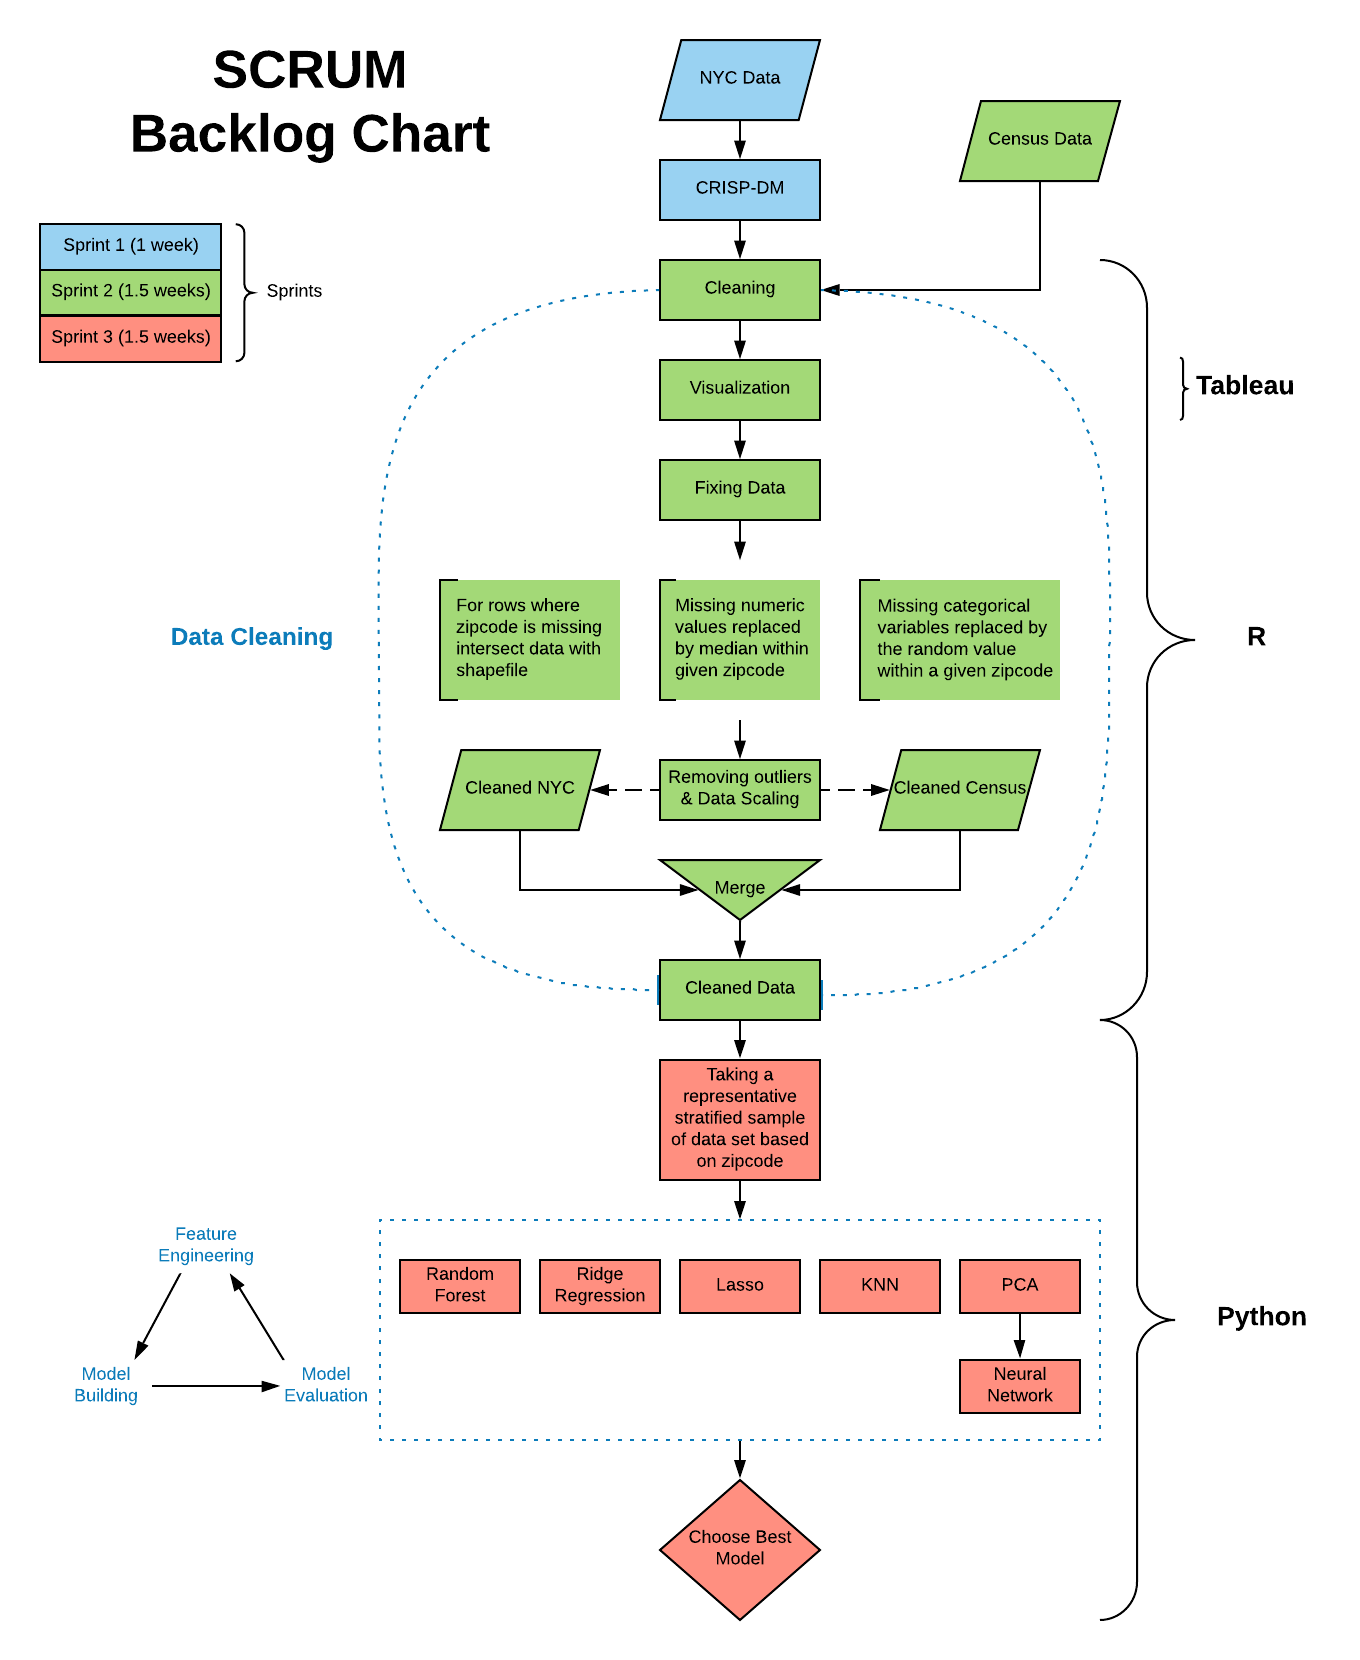 SCRUM
Backlog Chart
NYC Data
Census Data
CRISP-DM
Sprint 1 (1 week)
Sprint 2 (1.5 weeks)
Sprint 3 (1.5 weeks)
Sprints
Cleaning
Visualization
Tableau
Fixing Data
Data Cleaning
For rows where
zipcode is missing
intersect data with
shapefile
Missing numeric
values replaced
by median within
given zipcode
Missing categorical
variables replaced by
the random value
within a given zipcode
R
Cleaned NYC
Removing outliers
& Data Scaling
Cleaned Census
Merge
Cleaned Data
Taking a
representative
stratified sample
of data set based
on zipcode
Feature
Engineering
Model
Building
Model
Evaluation
Random
Forest
Ridge
Regression
Lasso
KNN
PCA
Neural
Network
Python
Choose Best
Model